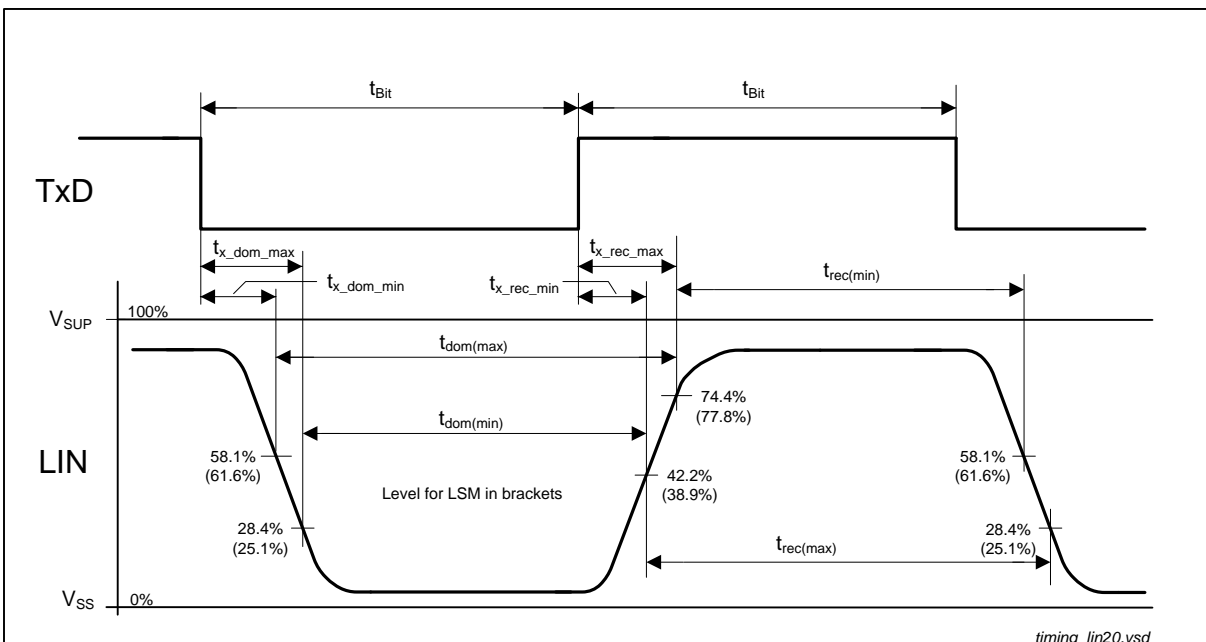 t_Bit
t_Bit
TxD
t_x_dom_max
t_x_rec_max
t_x_dom_min
t_x_rec_min
t_rec(min)
V_SUP
100%
t_dom(max)
74.4%
(77.8%)
t_dom(min)
LIN
58.1%
(61.6%)
42.2%
(38.9%)
58.1%
(61.6%)
Level for LSM in brackets
28.4%
(25.1%)
t_rec(max)
28.4%
(25.1%)
V_SS
0%
timing_lin20.vsd